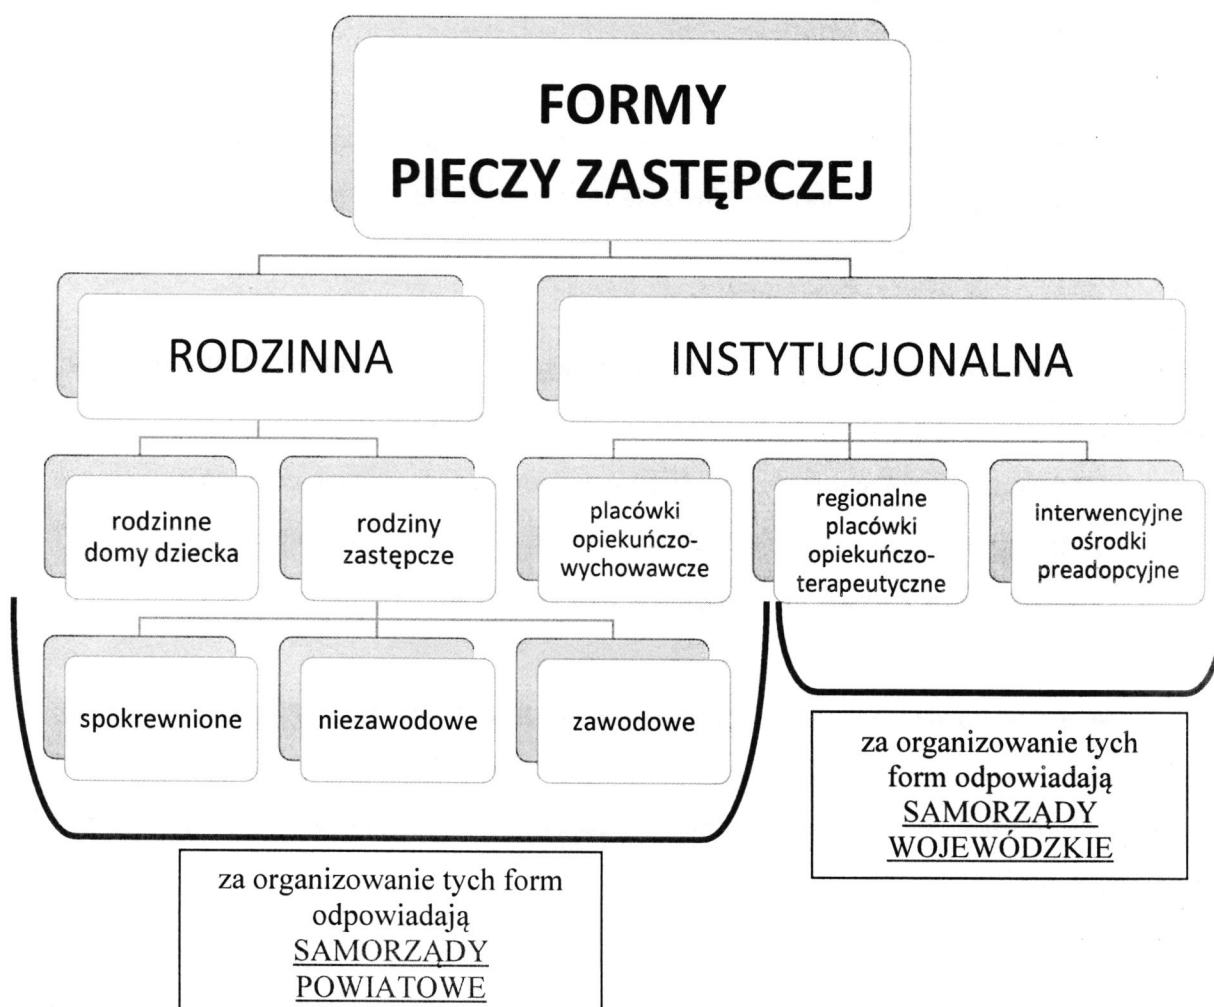 FORMY
PIECZY ZASTĘPCZEJ
RODZINNA
INSTYTUCJONALNA
rodzinne
domy dziecka
rodziny
zastępcze
placówki
opiekuńczo-
wychowawcze
regionalne
placówki
opiekuńczo-
terapeutyczne
interwencyjne
ośrodki
preadopcyjne
spokrewnione
niezawodowe
zawodowe
za organizowanie tych
form odpowiadają
SAMORZĄDY
WOJEWÓDZKIE
za organizowanie tych form
odpowiadają
SAMORZĄDY
POWIATOWE